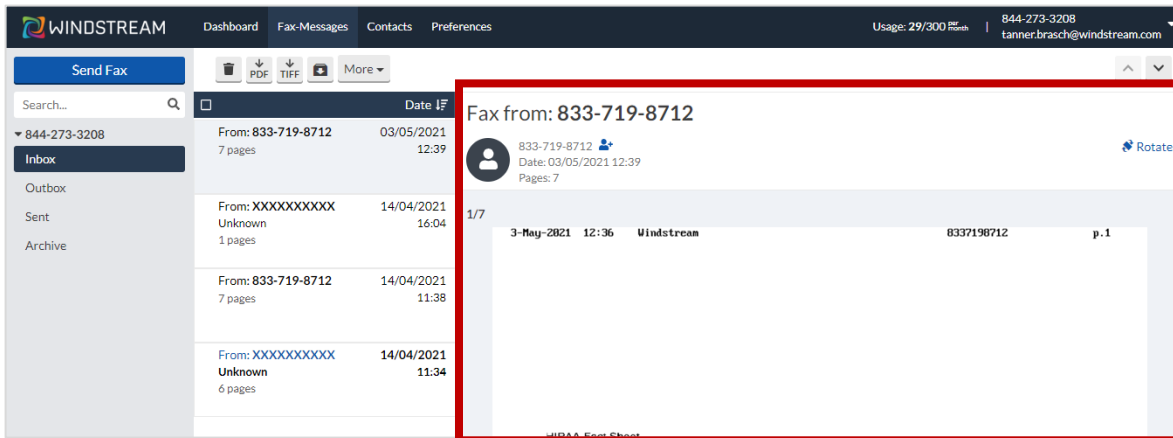 WINDSTREAM
Dashboard Fax-Messages Contacts Preferences
Usage: 29/300 per month | 844-273-3208
tanner.brasch@windstream.com
Send Fax
PDF TIFF More
Search...
Date
Fax from: 833-719-8712
844-273-3208
Inbox
Outbox
Sent
Archive
From: 833-719-8712 03/05/2021
7 pages 12:39
From: XXXXXXXXXX 14/04/2021
Unknown 16:04
1 pages
From: 833-719-8712 14/04/2021
7 pages 11:38
From: XXXXXXXXXX 14/04/2021
Unknown 11:34
6 pages
833-719-8712
Date: 03/05/2021 12:39
Pages: 7
Rotate
1/7
3-May-2021 12:36 Windstream 8337198712 p.1
HIPAA Fact Sheet